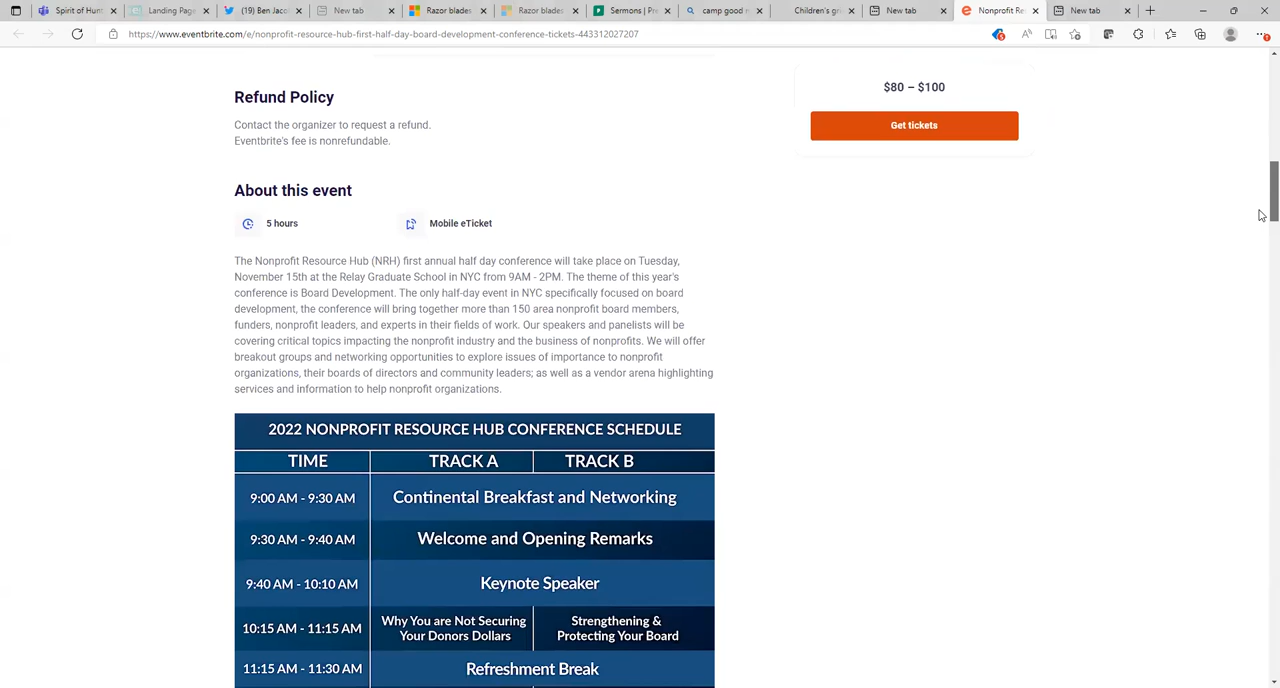 Spirit of Hunt
Landing Page
(19) Ben Jaco
New tab
Razor blades
Razor blades
Sermons | Pre
camp good n
Children's gr
New tab
Nonprofit Re
New tab
https://www.eventbrite.com/e/nonprofit-resource-hub-first-half-day-board-development-conference-tickets-443312027207
Refund Policy
Contact the organizer to request a refund.
Eventbrite's fee is nonrefundable.
$80 – $100
Get tickets
About this event
5 hours
Mobile eTicket
The Nonprofit Resource Hub (NRH) first annual half day conference will take place on Tuesday,
November 15th at the Relay Graduate School in NYC from 9AM - 2PM. The theme of this year's
conference is Board Development. The only half-day event in NYC specifically focused on board
development, the conference will bring together more than 150 area nonprofit board members,
funders, nonprofit leaders, and experts in their fields of work. Our speakers and panelists will be
covering critical topics impacting the nonprofit industry and the business of nonprofits. We will offer
breakout groups and networking opportunities to explore issues of importance to nonprofit
organizations, their boards of directors and community leaders; as well as a vendor arena highlighting
services and information to help nonprofit organizations.
2022 NONPROFIT RESOURCE HUB CONFERENCE SCHEDULE
TIME TRACK A TRACK B
9:00 AM - 9:30 AM Continental Breakfast and Networking
9:30 AM - 9:40 AM Welcome and Opening Remarks
9:40 AM - 10:10 AM Keynote Speaker
10:15 AM - 11:15 AM
Why You are Not Securing
Your Donors Dollars
Strengthening &
Protecting Your Board
11:15 AM - 11:30 AM Refreshment Break